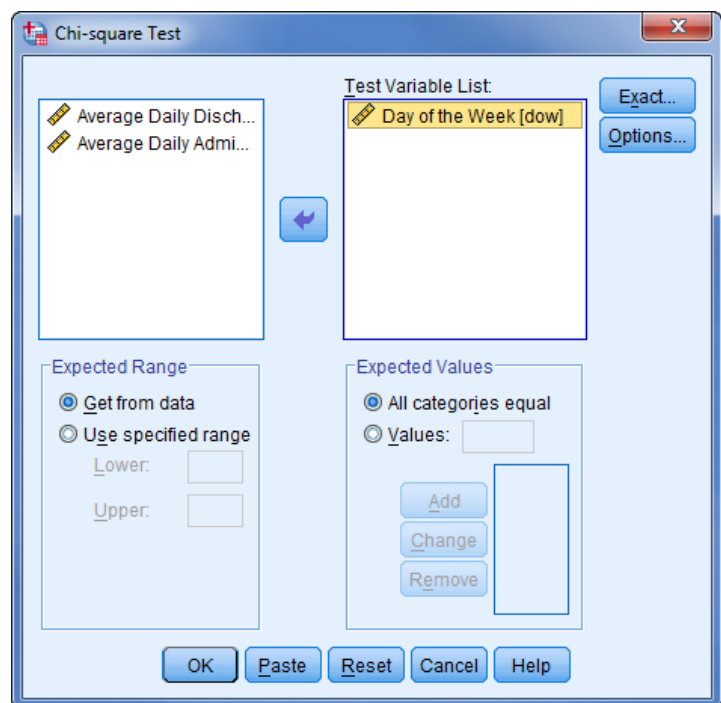 Chi-square Test
Test Variable List:
Average Daily Disch...
Average Daily Admi...
Day of the Week [dow]
Exact...
Options...
Expected Range
Get from data
Use specified range
Lower:
Upper:
Expected Values
All categories equal
Values:
Add
Change
Remove
OK
Paste
Reset
Cancel
Help